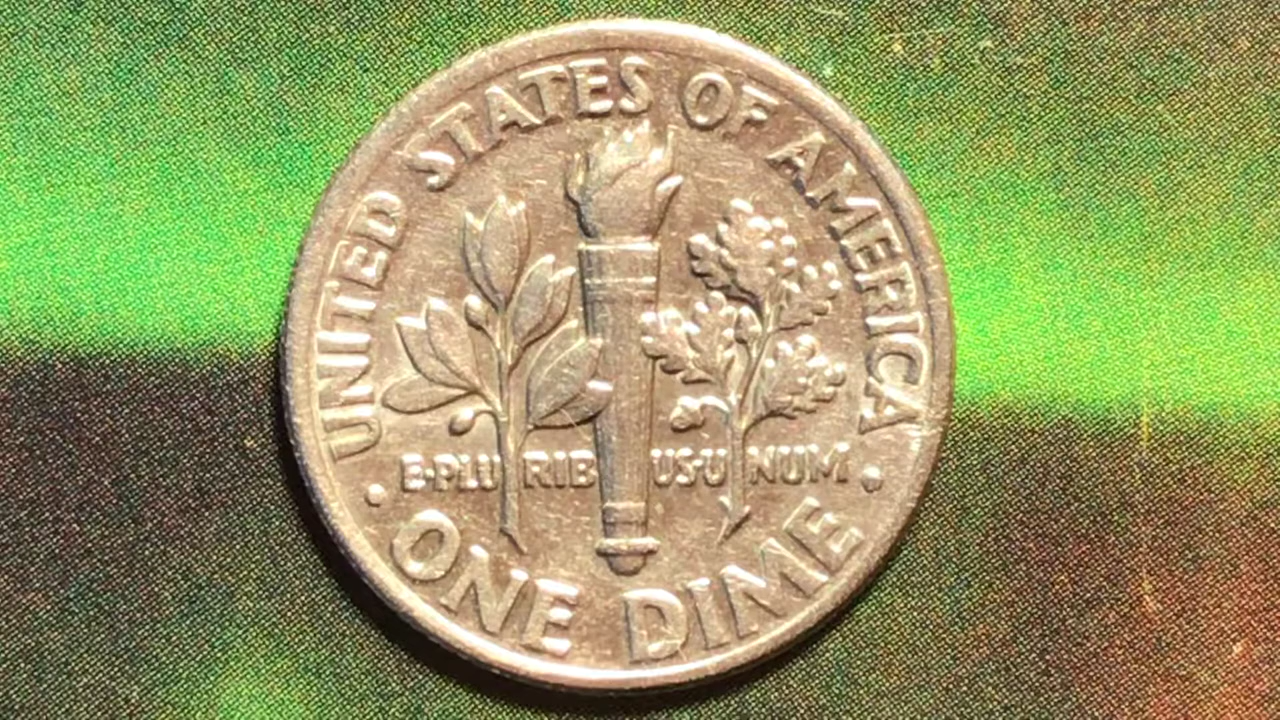 UNITED STATES OF AMERICA
E·PLURIBUS·UNUM
• ONE DIME •